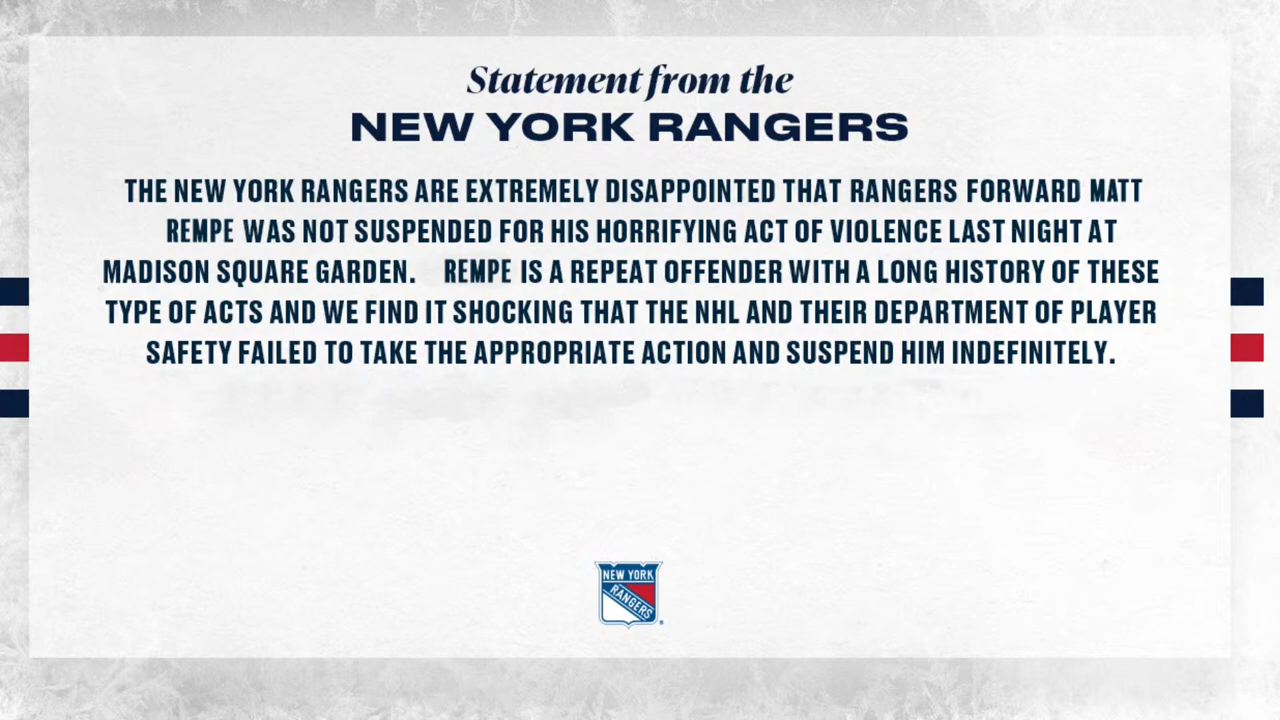 Statement from the
NEW YORK RANGERS
THE NEW YORK RANGERS ARE EXTREMELY DISAPPOINTED THAT RANGERS FORWARD MATT
REMPE WAS NOT SUSPENDED FOR HIS HORRIFYING ACT OF VIOLENCE LAST NIGHT AT
MADISON SQUARE GARDEN. REMPE IS A REPEAT OFFENDER WITH A LONG HISTORY OF THESE
TYPE OF ACTS AND WE FIND IT SHOCKING THAT THE NHL AND THEIR DEPARTMENT OF PLAYER
SAFETY FAILED TO TAKE THE APPROPRIATE ACTION AND SUSPEND HIM INDEFINITELY.
NEW YORK
RANGERS
®